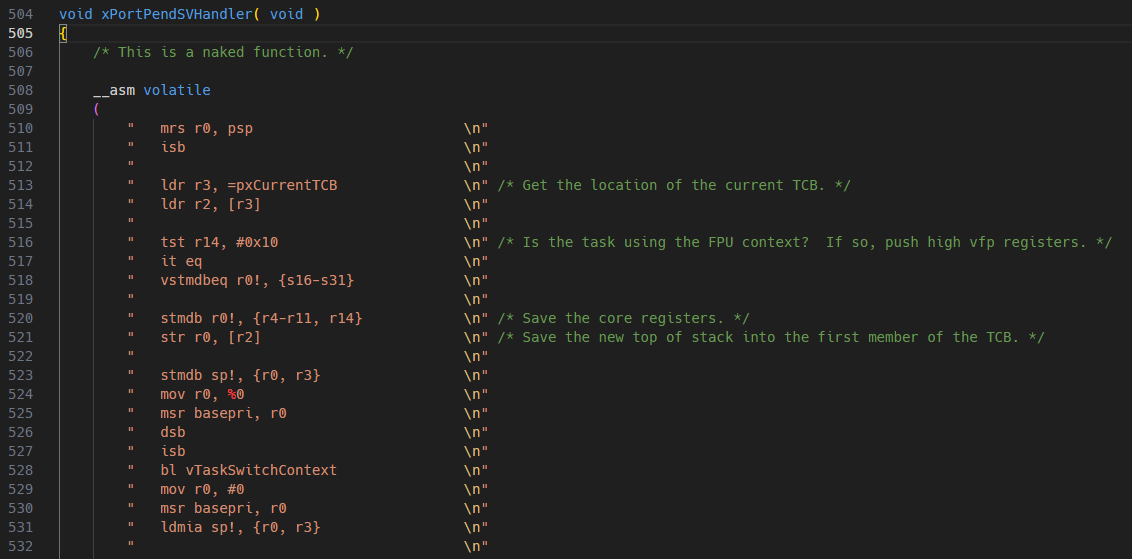 504 void xPortPendSVHandler( void )
505 {
506 /* This is a naked function. */
507
508 __asm volatile
509 (
510 " mrs r0, psp \n"
511 " isb \n"
512 " \n"
513 " ldr r3, =pxCurrentTCB \n" /* Get the location of the current TCB. */
514 " ldr r2, [r3] \n"
515 " \n"
516 " tst r14, #0x10 \n" /* Is the task using the FPU context?  If so, push high vfp registers. */
517 " it eq \n"
518 " vstmdbeq r0!, {s16-s31} \n"
519 " \n"
520 " stmdb r0!, {r4-r11, r14} \n" /* Save the core registers. */
521 " str r0, [r2] \n" /* Save the new top of stack into the first member of the TCB. */
522 " \n"
523 " stmdb sp!, {r0, r3} \n"
524 " mov r0, %0 \n"
525 " msr basepri, r0 \n"
526 " dsb \n"
527 " isb \n"
528 " bl vTaskSwitchContext \n"
529 " mov r0, #0 \n"
530 " msr basepri, r0 \n"
531 " ldmia sp!, {r0, r3} \n"
532 " \n"